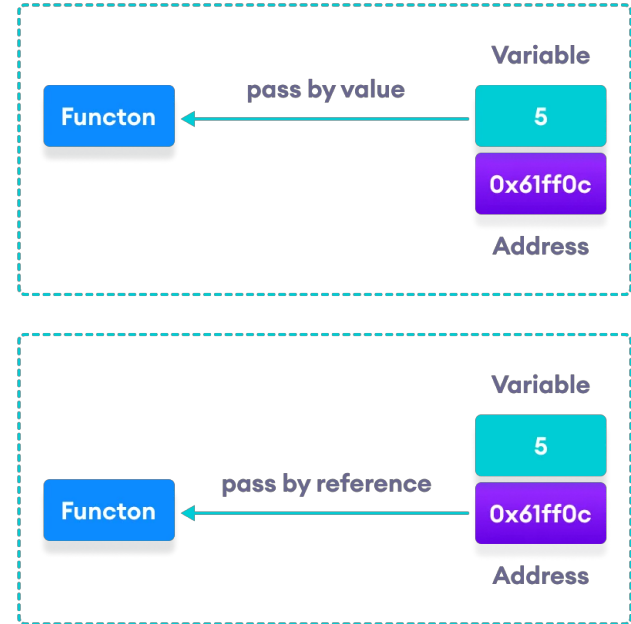 Variable
pass by value
Functon
5
0x61ff0c
Address
Variable
5
pass by reference
Functon
0x61ff0c
Address